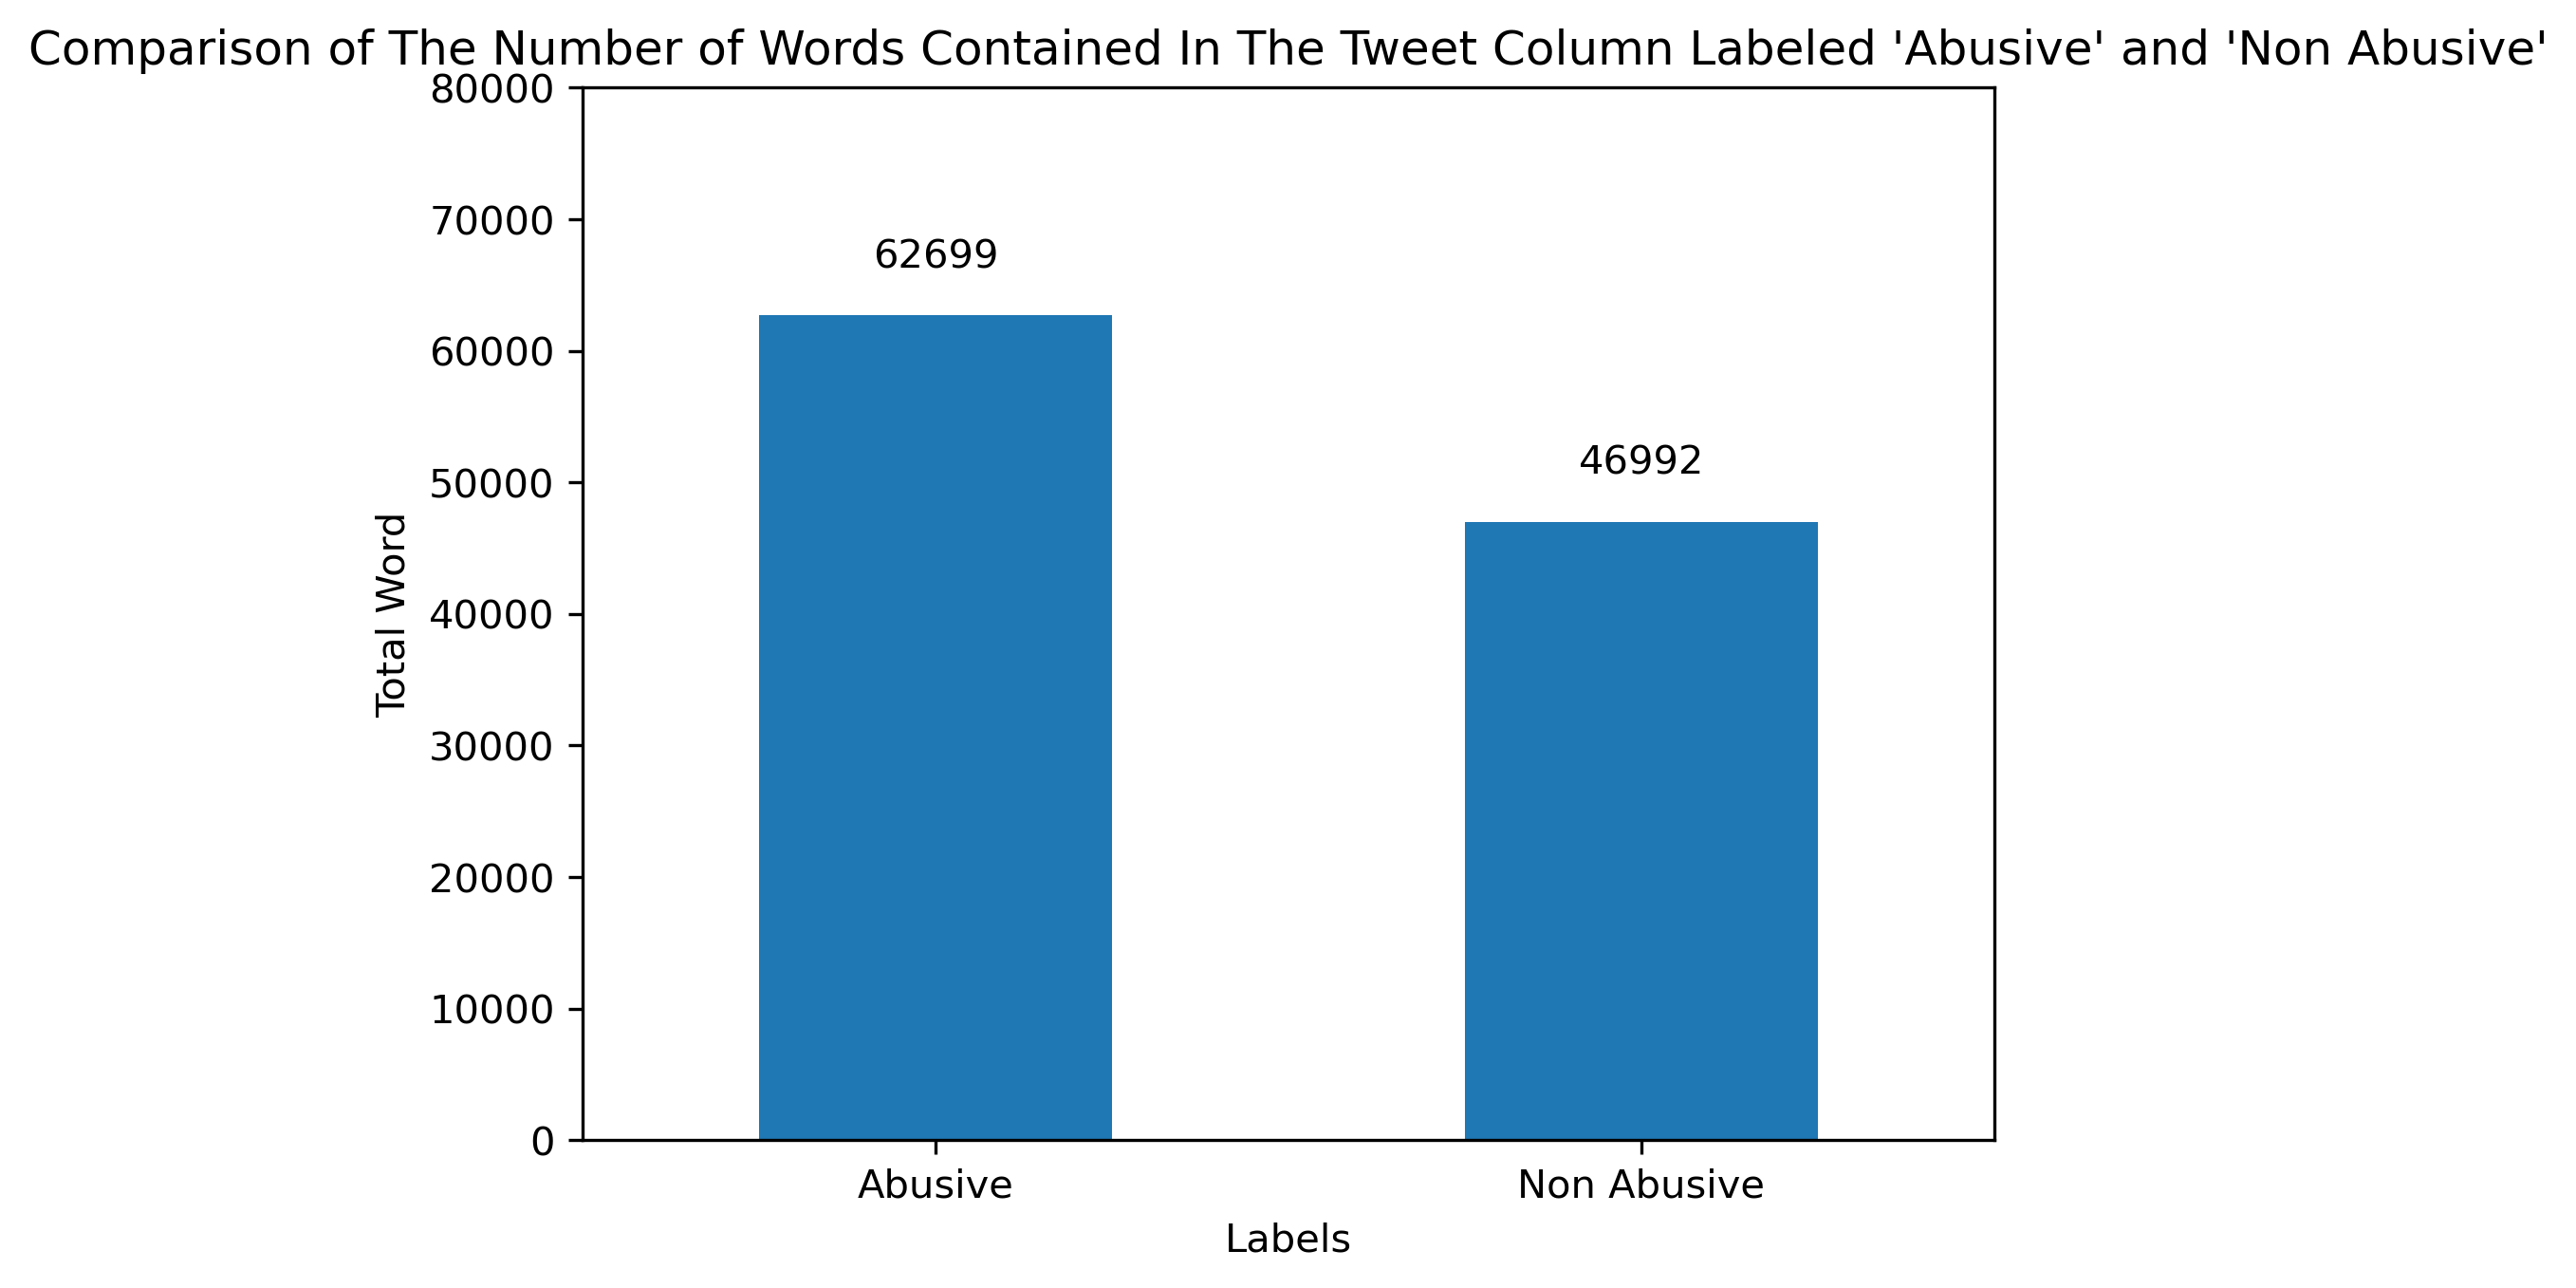 Comparison of The Number of Words Contained In The Tweet Column Labeled 'Abusive' and 'Non Abusive'
80000
70000
60000
50000
40000
30000
20000
10000
0
Total Word
62699
46992
Abusive
Non Abusive
Labels